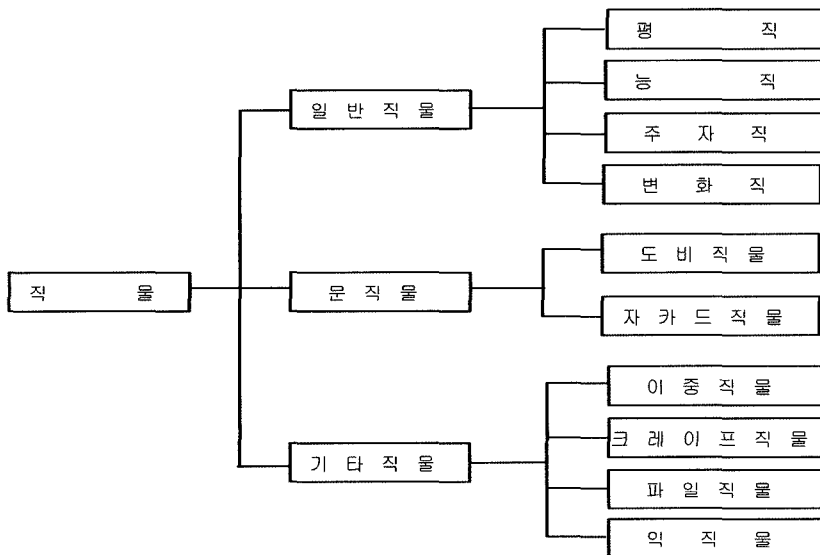 평 직
능 직
일 반 직 물
주 자 직
변 화 직
도 비 직 물
직 물
문 직 물
자 카 드 직 물
이 중 직 물
크 레 이 프 직 물
기 타 직 물
파 일 직 물
익 직 물